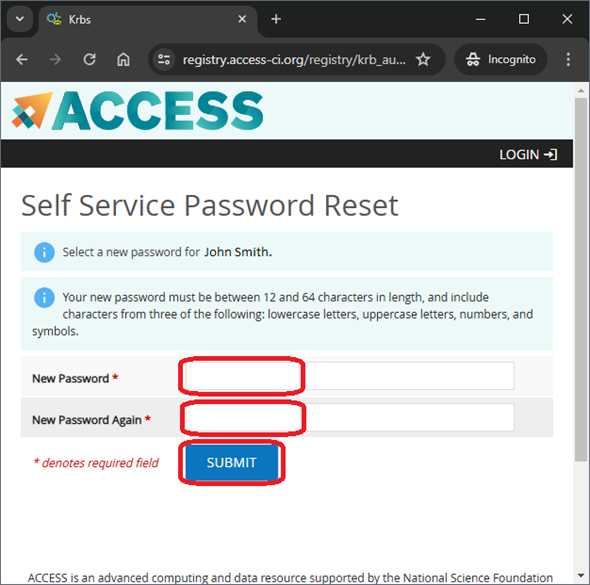 Krbs
registry.access-ci.org/registry/krb_au...
Incognito
ACCESS
LOGIN
Self Service Password Reset
Select a new password for John Smith.
Your new password must be between 12 and 64 characters in length, and include
characters from three of the following: lowercase letters, uppercase letters, numbers, and
symbols.
New Password *
New Password Again *
* denotes required field
SUBMIT
ACCESS is an advanced computing and data resource supported by the National Science Foundation